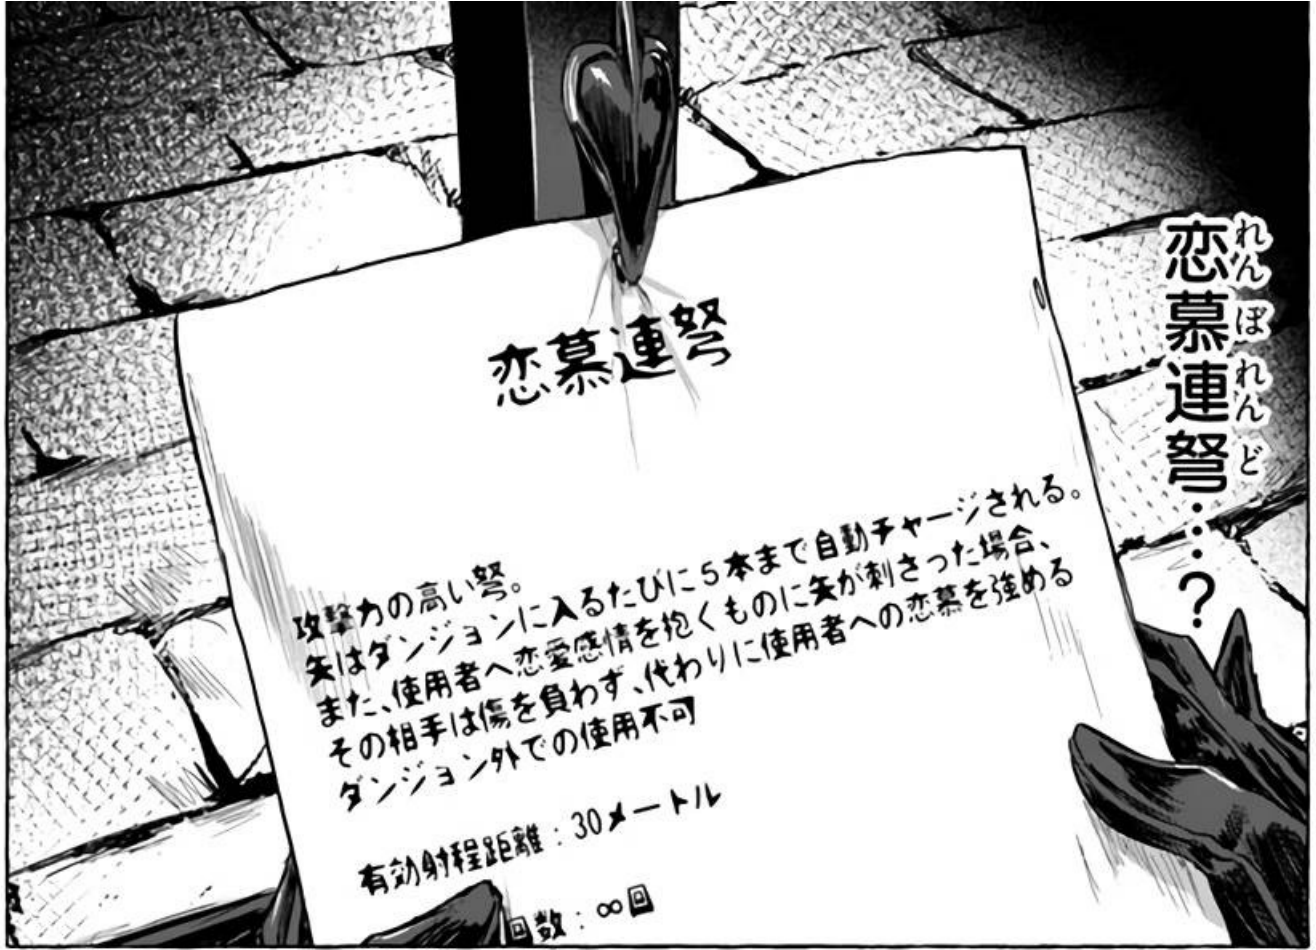 恋慕連弩…？
れんぼれんど
恋慕連弩
攻撃力の高い弩。
矢はダンジョンに入るたびに5本まで自動チャージされる。
また、使用者へ恋愛感情を抱くものに矢が刺さった場合、
その相手は傷を負わず、代わりに使用者への恋慕を強める
ダンジョン外での使用不可
有効射程距離：30メートル
回数：∞回